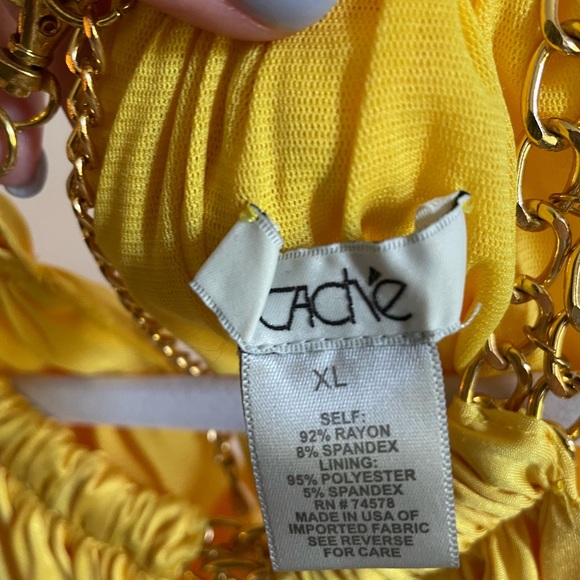 CACHÉ
XL
SELF:
92% RAYON
8% SPANDEX
LINING:
95% POLYESTER
5% SPANDEX
RN # 74578
MADE IN USA OF
IMPORTED FABRIC
SEE REVERSE
FOR CARE